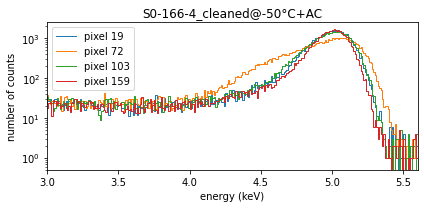 S0-166-4_cleaned@-50°C+AC
number of counts
10³
10²
10¹
10⁰
pixel 19
pixel 72
pixel 103
pixel 159
3.0 3.5 4.0 4.5 5.0 5.5
energy (keV)